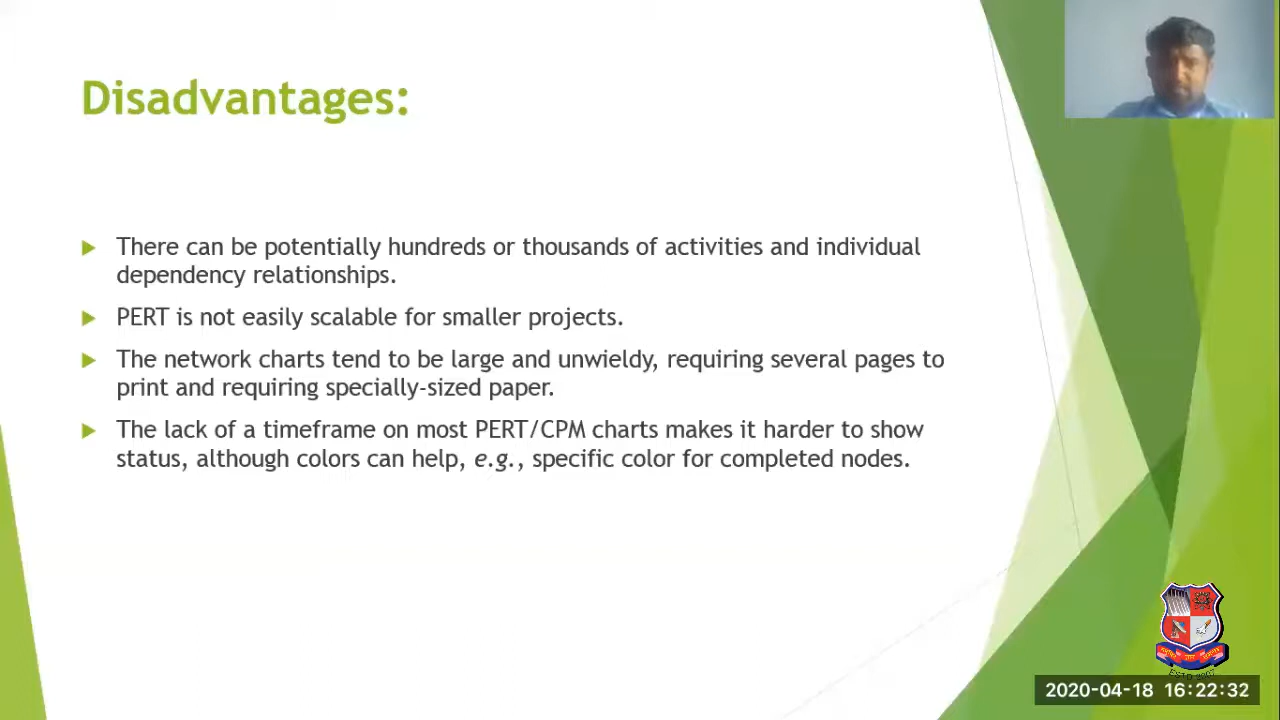 Disadvantages:
There can be potentially hundreds or thousands of activities and individual
dependency relationships.
PERT is not easily scalable for smaller projects.
The network charts tend to be large and unwieldy, requiring several pages to
print and requiring specially-sized paper.
The lack of a timeframe on most PERT/CPM charts makes it harder to show
status, although colors can help, e.g., specific color for completed nodes.
2020-04-18 16:22:32